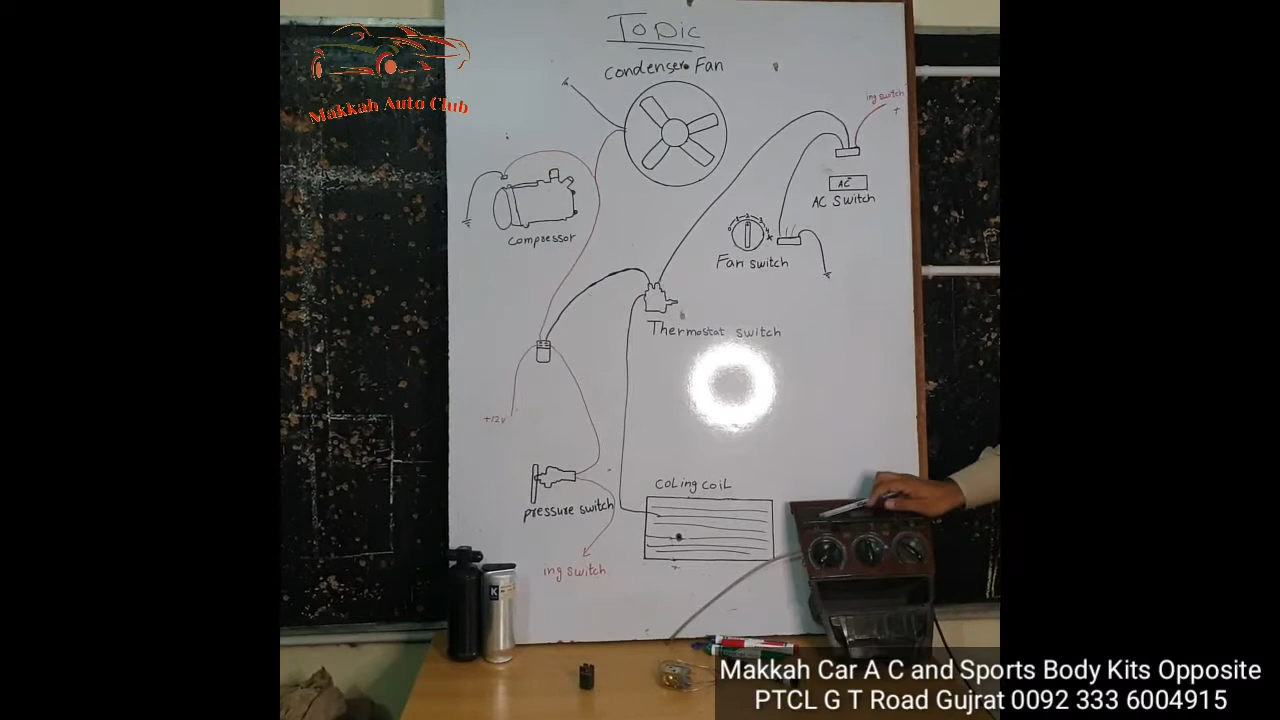 Topic
Condenser Fan
Makkah Auto Club
ing switch
+
AC
AC Switch
compressor
Fan switch
Thermostat switch
+12v
coLing coiL
pressure switch
ing switch
K
Makkah Car A C and Sports Body Kits Opposite
PTCL G T Road Gujrat 0092 333 6004915